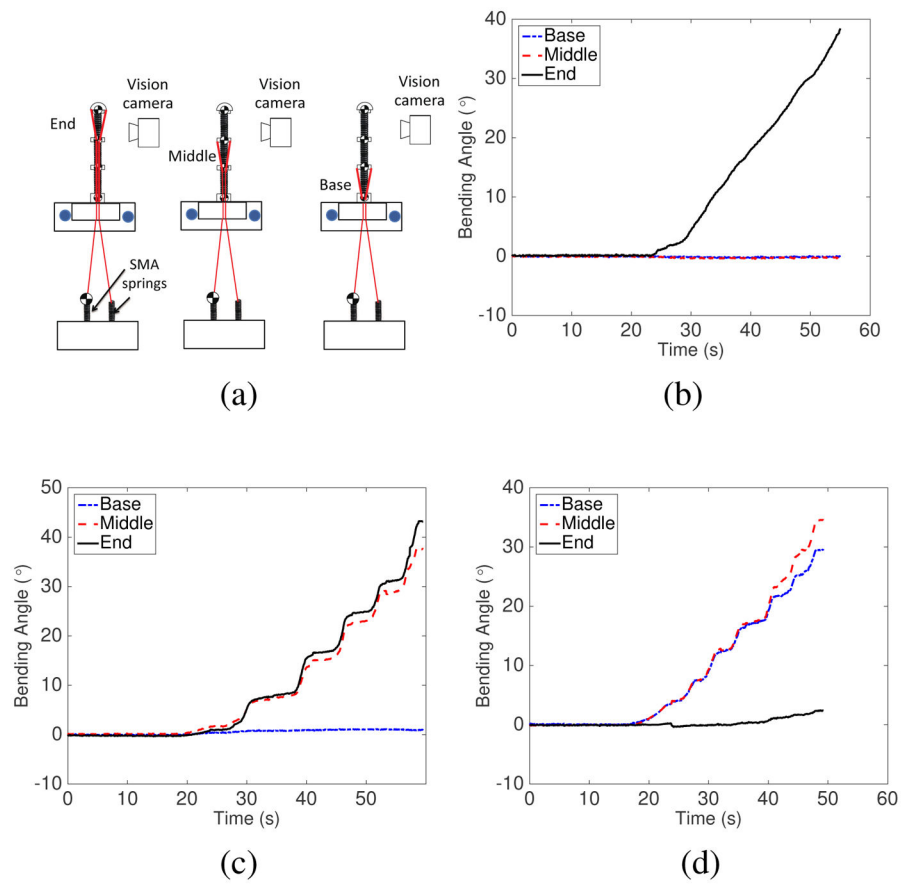 Vision
camera
Vision
camera
Vision
camera
End
Middle
Base
SMA
springs
(a)
40
30
20
10
0
-10
Bending Angle (°)
Base
Middle
End
0 10 20 30 40 50 60
Time (s)
(b)
50
40
30
20
10
0
-10
Bending Angle (°)
Base
Middle
End
0 10 20 30 40 50
Time (s)
(c)
40
30
20
10
0
-10
Bending Angle (°)
Base
Middle
End
0 10 20 30 40 50 60
Time (s)
(d)